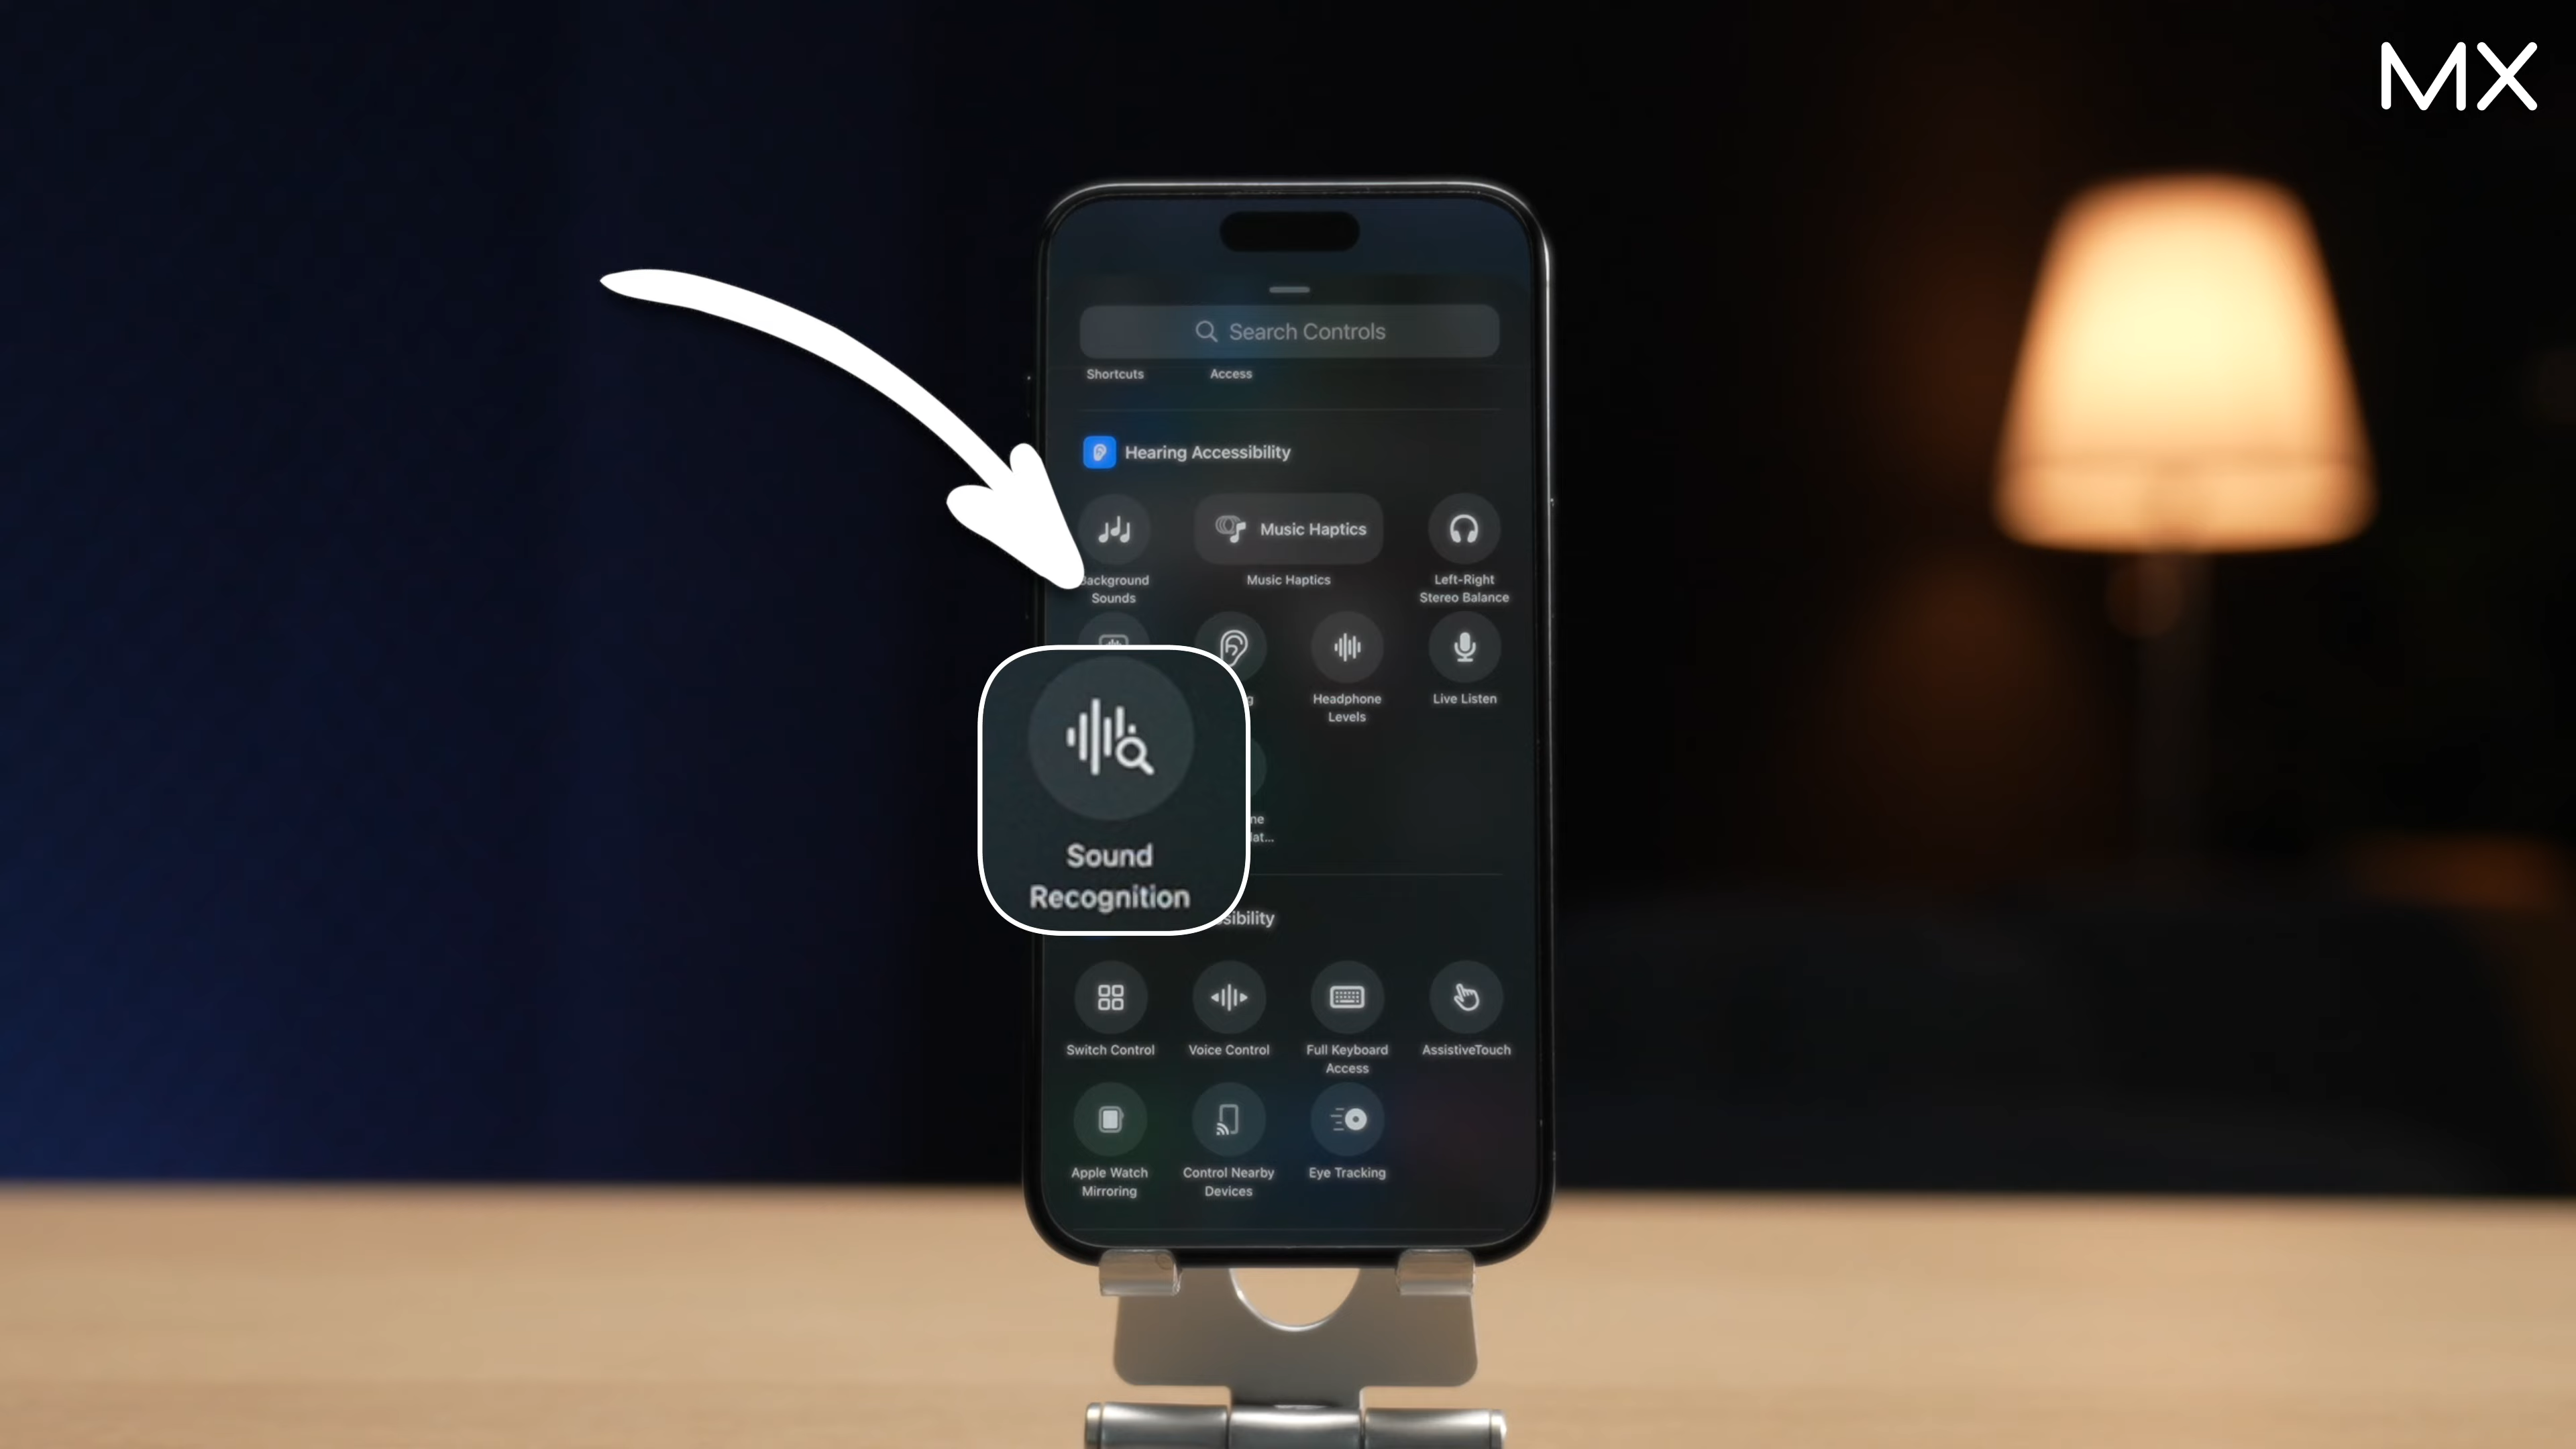 MX
Search Controls
Shortcuts Access
Hearing Accessibility
Music Haptics
Background Music Haptics Left-Right
Sounds Stereo Balance
Headphone Live Listen
Levels
Sound
Recognition
Switch Control Voice Control Full Keyboard AssistiveTouch
Access
Apple Watch Control Nearby Eye Tracking
Mirroring Devices